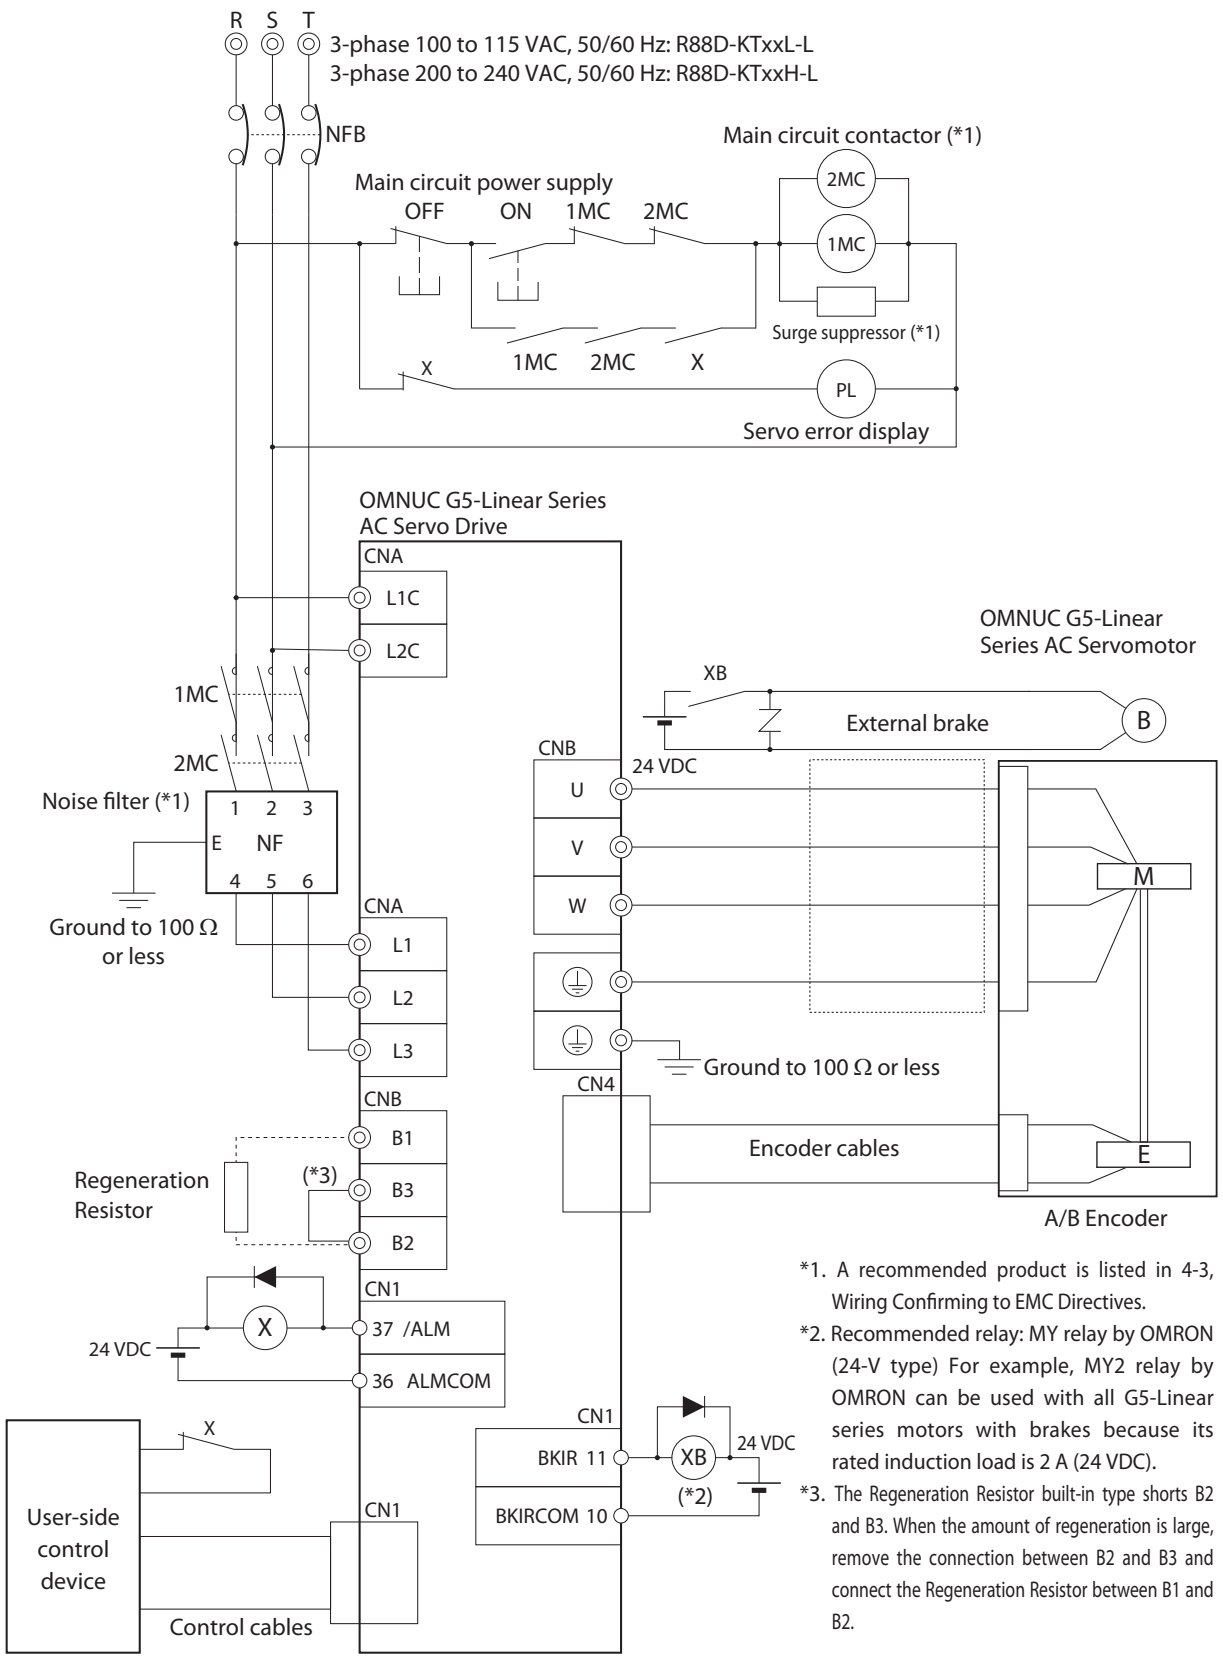 R S T
3-phase 100 to 115 VAC, 50/60 Hz: R88D-KTxxL-L
3-phase 200 to 240 VAC, 50/60 Hz: R88D-KTxxH-L
NFB
Main circuit contactor (*1)
2MC
Main circuit power supply
OFF ON 1MC 2MC
1MC
Surge suppressor (*1)
1MC 2MC X
X
PL
Servo error display
OMNUC G5-Linear Series
AC Servo Drive
CNA
L1C
L2C
OMNUC G5-Linear
Series AC Servomotor
1MC
XB
External brake
B
2MC
CNB
24 VDC
Noise filter (*1)
1 2 3
E NF
4 5 6
Ground to 100 Ω
or less
U
V
W
M
CNA
L1
L2
L3
Ground to 100 Ω or less
CN4
CNB
B1
Encoder cables
E
Regeneration
Resistor
(*3)
B3
B2
A/B Encoder
CN1
X
37 /ALM
24 VDC
36 ALMCOM
*1. A recommended product is listed in 4-3,
Wiring Confirming to EMC Directives.
*2. Recommended relay: MY relay by OMRON
(24-V type) For example, MY2 relay by
OMRON can be used with all G5-Linear
series motors with brakes because its
rated induction load is 2 A (24 VDC).
*3. The Regeneration Resistor built-in type shorts B2
and B3. When the amount of regeneration is large,
remove the connection between B2 and B3 and
connect the Regeneration Resistor between B1 and
B2.
X
CN1
BKIR 11
XB
24 VDC
(*2)
BKIRCOM 10
User-side
control
device
CN1
Control cables